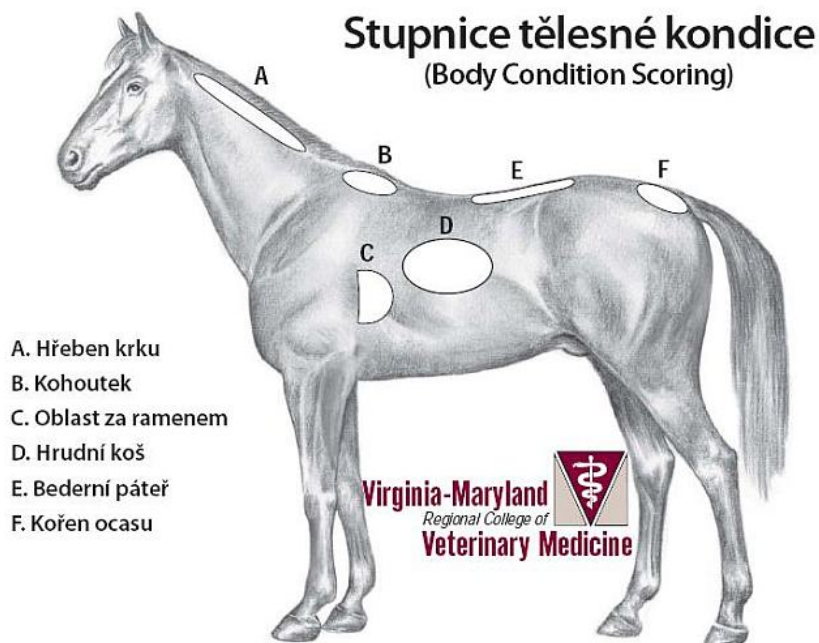 Stupnice tělesné kondice
(Body Condition Scoring)
A
B
C
D
E
F
A. Hřeben krku
B. Kohoutek
C. Oblast za ramenem
D. Hrudní koš
E. Bederní páteř
F. Kořen ocasu
Virginia-Maryland
Regional College of
Veterinary Medicine